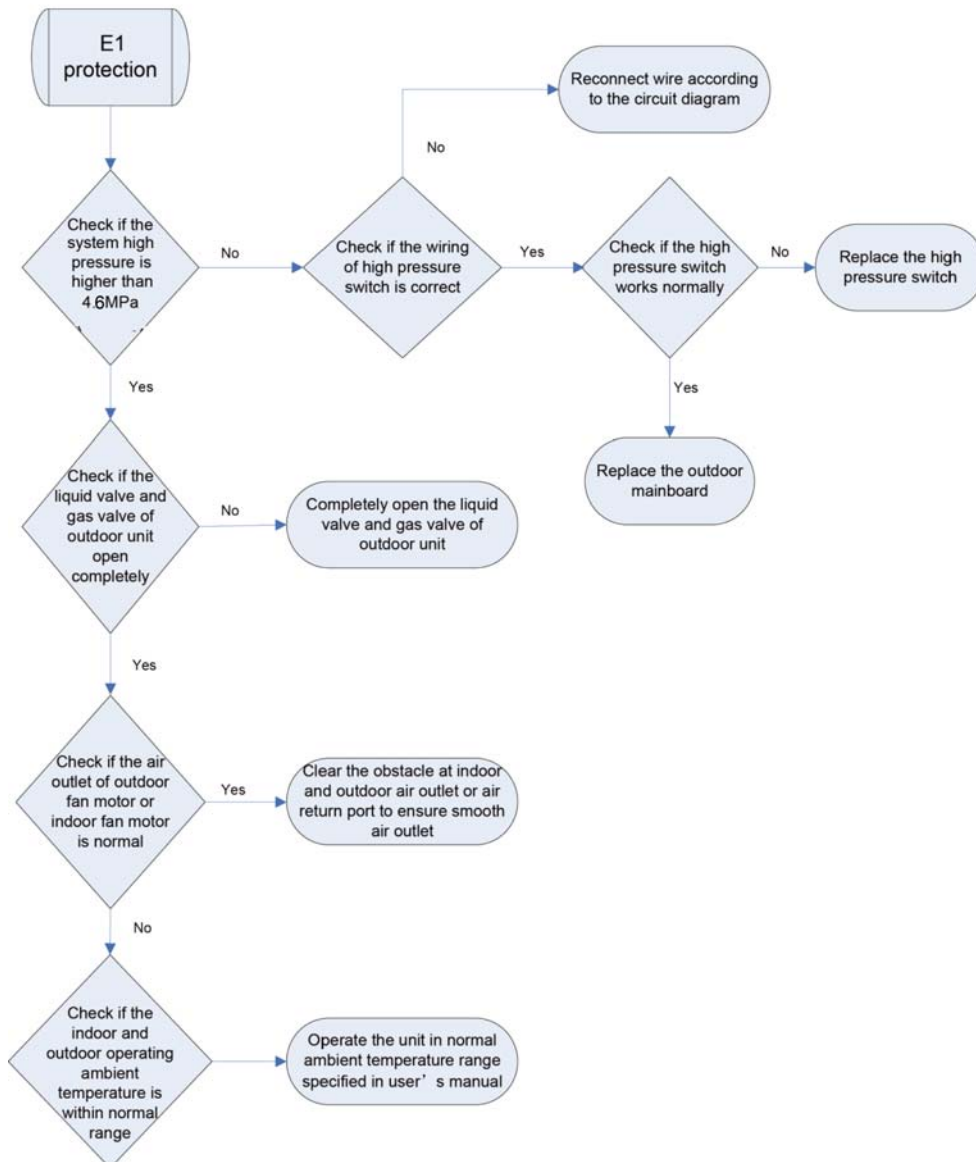 E1
protection
Reconnect wire according
to the circuit diagram
No
Check if the
system high
pressure is
higher than
4.6MPa
No
Check if the wiring
of high pressure
switch is correct
Yes
Check if the high
pressure switch
works normally
No
Replace the high
pressure switch
Yes
Yes
Replace the outdoor
mainboard
Check if the
liquid valve and
gas valve of
outdoor unit
open
completely
No
Completely open the liquid
valve and gas valve of
outdoor unit
Yes
Check if the air
outlet of outdoor
fan motor or
indoor fan motor
is normal
Yes
Clear the obstacle at indoor
and outdoor air outlet or air
return port to ensure smooth
air outlet
No
Check if the
indoor and
outdoor operating
ambient
temperature is
within normal
range
Operate the unit in normal
ambient temperature range
specified in user’s manual